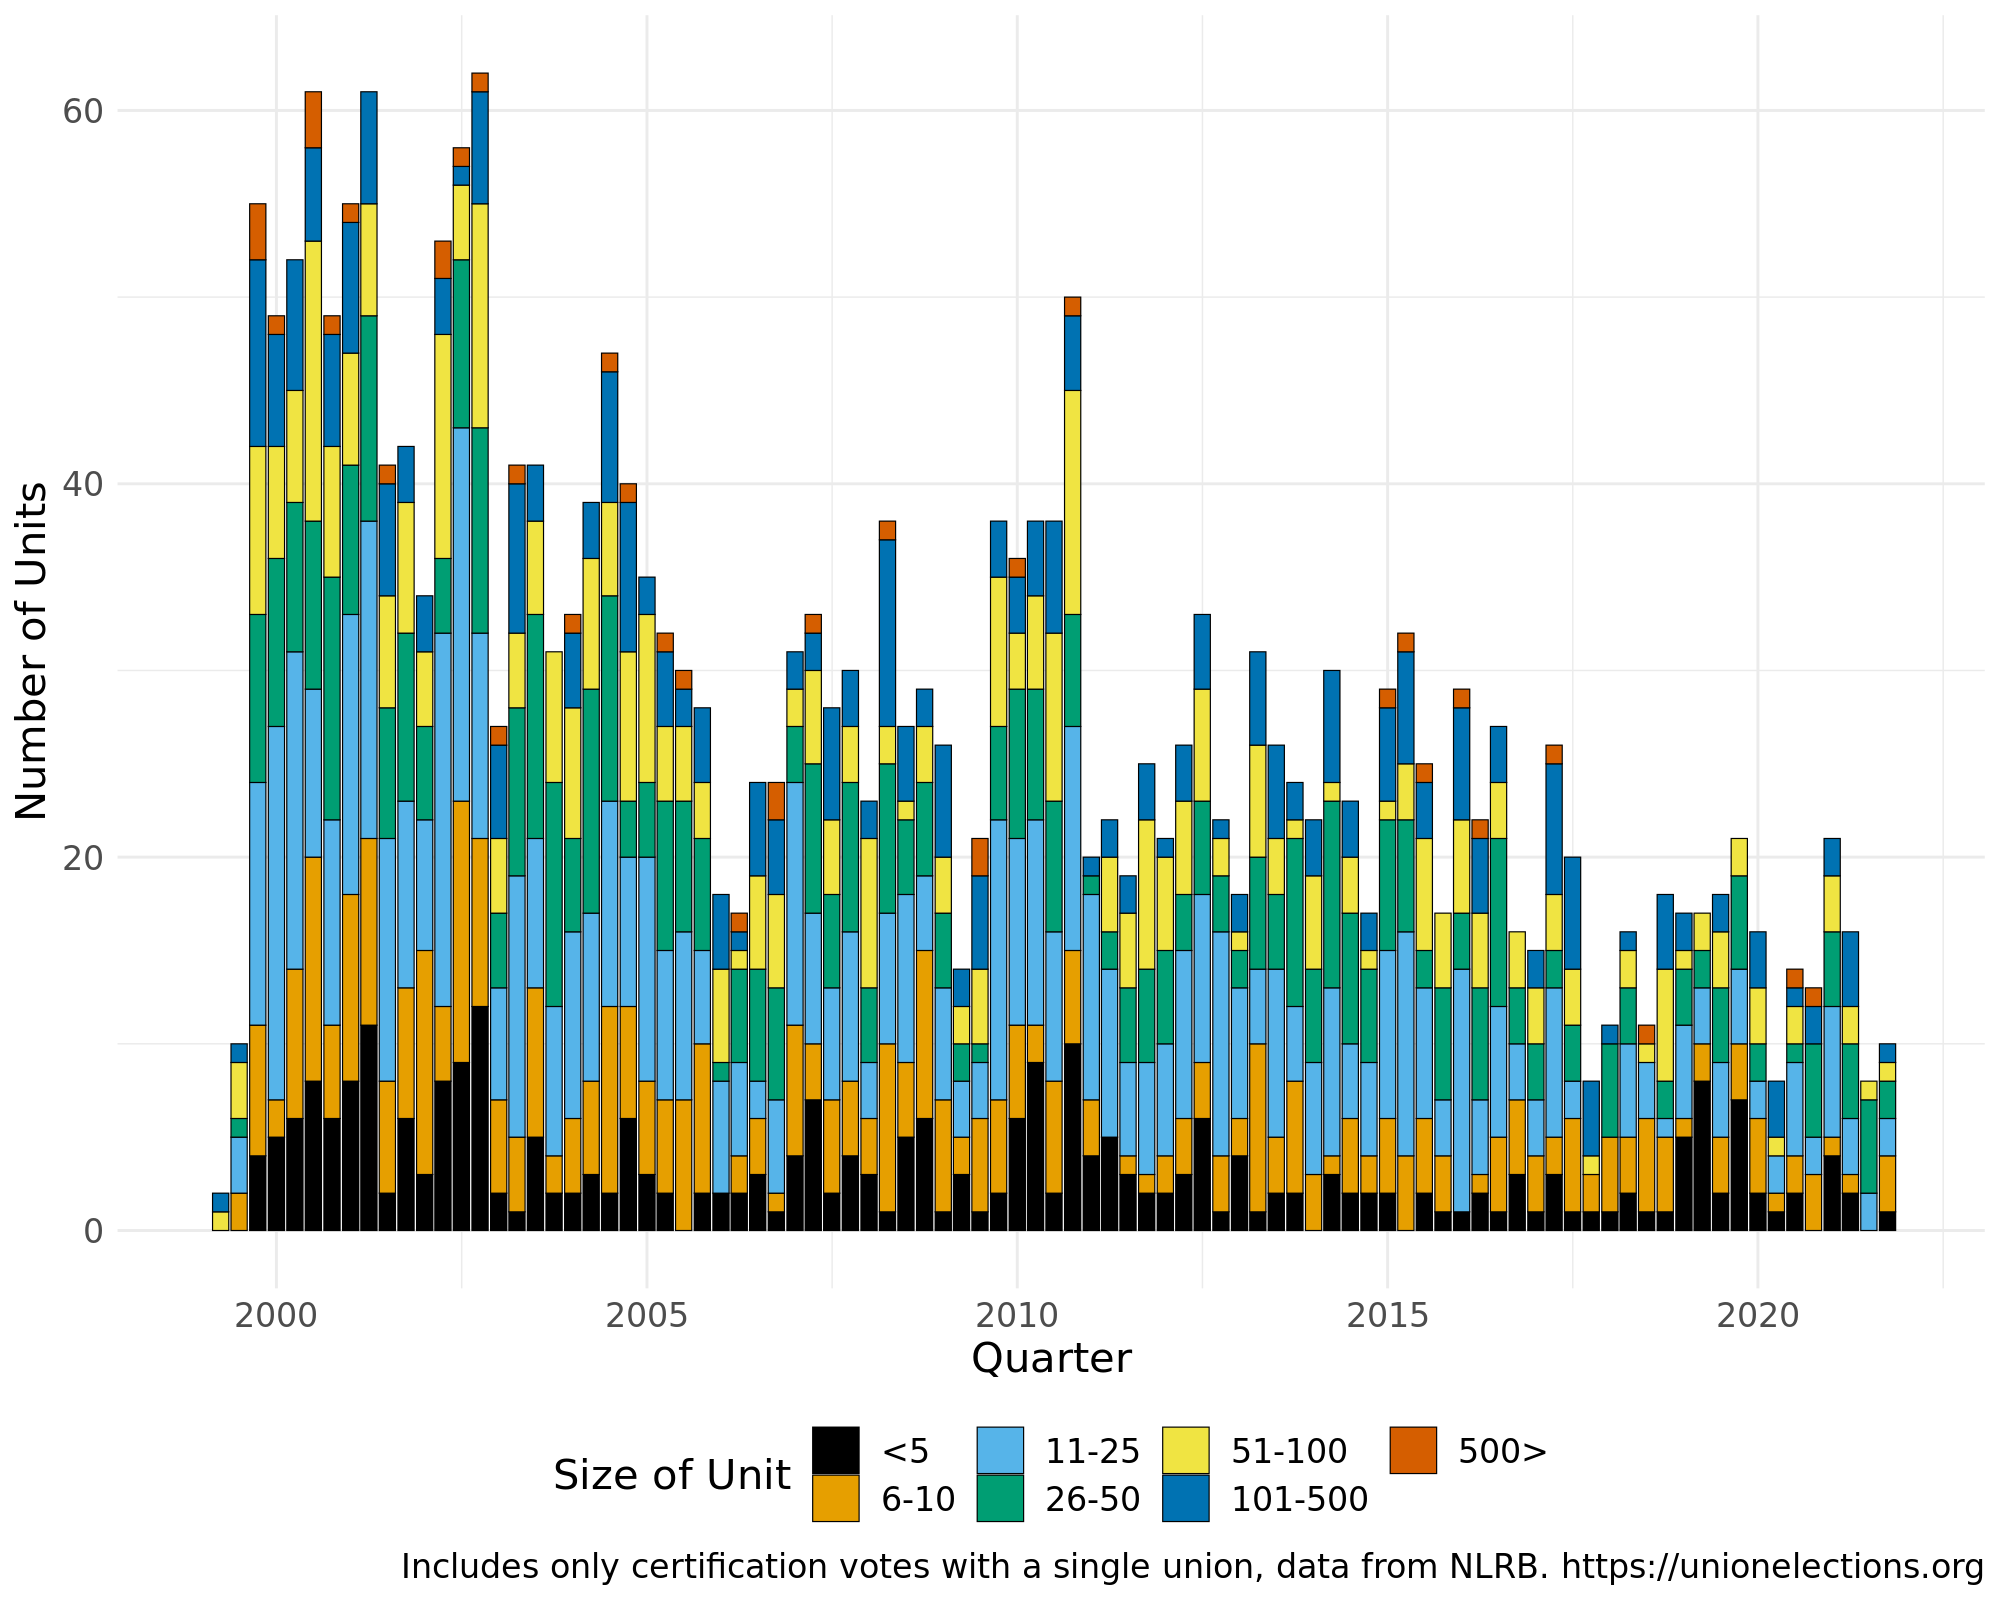 60
40
20
0
Number of Units
2000 2005 2010 2015 2020
Quarter
Size of Unit
<5 11-25 51-100 500>
6-10 26-50 101-500
Includes only certification votes with a single union, data from NLRB. https://unionelections.org